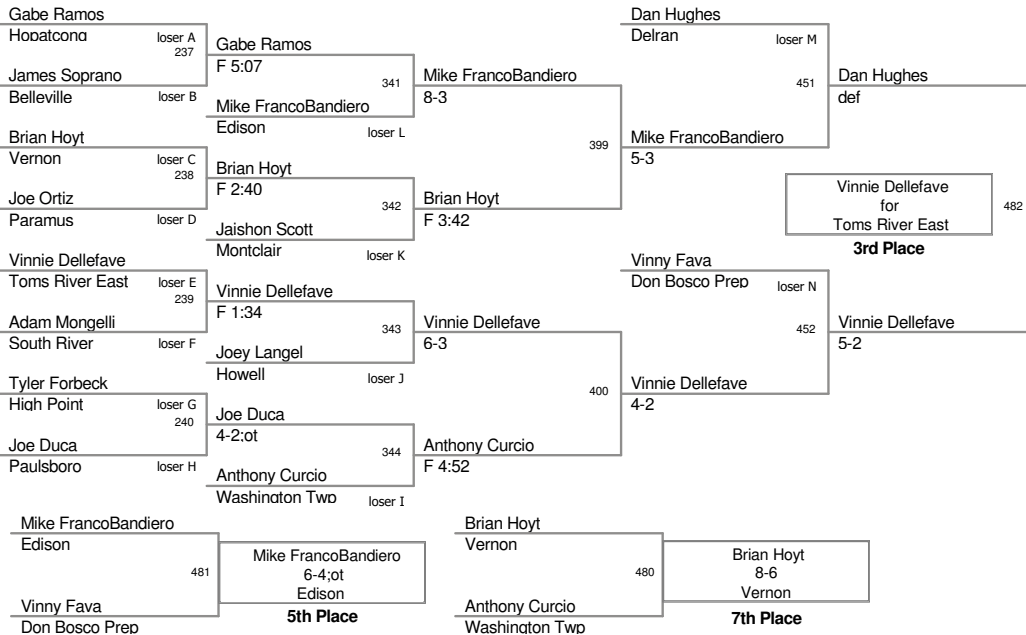 Gabe Ramos
Hopatcong
loser A
237
James Soprano
Belleville
loser B
Brian Hoyt
Vernon
loser C
238
Joe Ortiz
Paramus
loser D
Vinnie Dellefave
Toms River East
loser E
239
Adam Mongelli
South River
loser F
Tyler Forbeck
High Point
loser G
240
Joe Duca
Paulsboro
loser H
Gabe Ramos
F 5:07
341
Mike FrancoBandiero
Edison
loser L
Brian Hoyt
F 2:40
342
Jaishon Scott
Montclair
loser K
Vinnie Dellefave
F 1:34
343
Joey Langel
Howell
loser J
Joe Duca
4-2;ot
344
Anthony Curcio
Washington Twp
loser I
Mike FrancoBandiero
8-3
399
Brian Hoyt
F 3:42
Vinnie Dellefave
6-3
400
Anthony Curcio
F 4:52
Dan Hughes
Delran
loser M
451
Mike FrancoBandiero
5-3
Vinny Fava
Don Bosco Prep
loser N
452
Vinnie Dellefave
4-2
Dan Hughes
def
Vinnie Dellefave
for
Toms River East
482
3rd Place
Vinnie Dellefave
5-2
Mike FrancoBandiero
Edison
481
Vinny Fava
Don Bosco Prep
Mike FrancoBandiero
6-4;ot
Edison
5th Place
Brian Hoyt
Vernon
480
Anthony Curcio
Washington Twp
Brian Hoyt
8-6
Vernon
7th Place